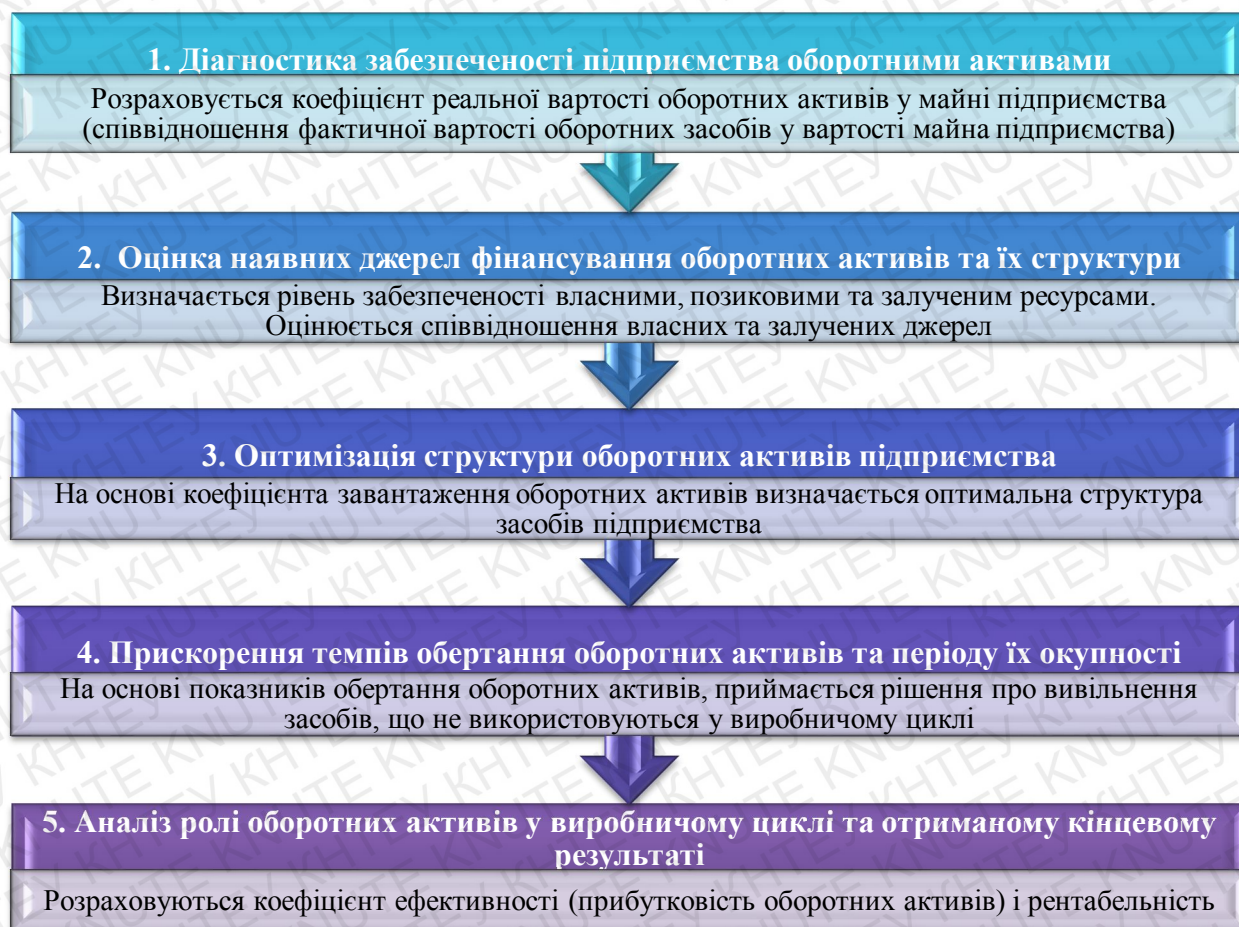 1. Діагностика забезпеченості підприємства оборотними активами
Розраховується коефіцієнт реальної вартості оборотних активів у майні підприємства
(співвідношення фактичної вартості оборотних засобів у вартості майна підприємства)
2. Оцінка наявних джерел фінансування оборотних активів та їх структури
Визначається рівень забезпеченості власними, позиковими та залученим ресурсами.
Оцінюється співвідношення власних та залучених джерел
3. Оптимізація структури оборотних активів підприємства
На основі коефіцієнта завантаження оборотних активів визначається оптимальна структура
засобів підприємства
4. Прискорення темпів обертання оборотних активів та періоду їх окупності
На основі показників обертання оборотних активів, приймається рішення про вивільнення
засобів, що не використовуються у виробничому циклі
5. Аналіз ролі оборотних активів у виробничому циклі та отриманому кінцевому
результаті
Розраховуються коефіцієнт ефективності (прибутковість оборотних активів) і рентабельність